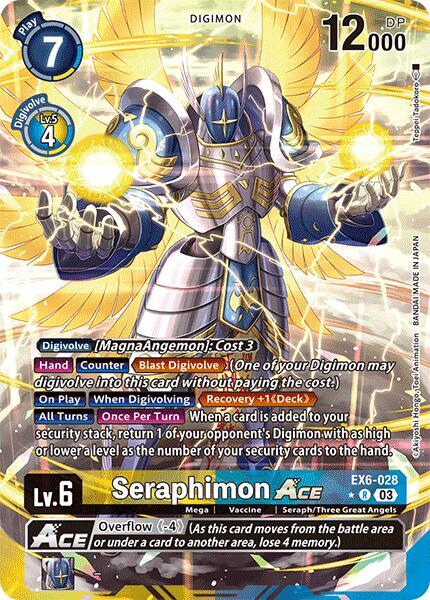 Play
7
DIGIMON
DP
12000
Digivolve
Lv.5
4
Teppei Tadokoro
©Akiyoshi Hongo, Toei Animation BANDAI MADE IN JAPAN
Digivolve [MagnaAngemon]: Cost 3
Hand Counter Blast Digivolve (One of your Digimon may
digivolve into this card without paying the cost.)
On Play When Digivolving Recovery +1《Deck》
All Turns Once Per Turn When a card is added to your
security stack, return 1 of your opponent's Digimon with as high
or lower a level as the number of your security cards to the hand.
Lv.6
Seraphimon ACE
EX6-028
R 03
Mega Vaccine Seraph/Three Great Angels
ACE Overflow《-4》(As this card moves from the battle area
or under a card to another area, lose 4 memory.)